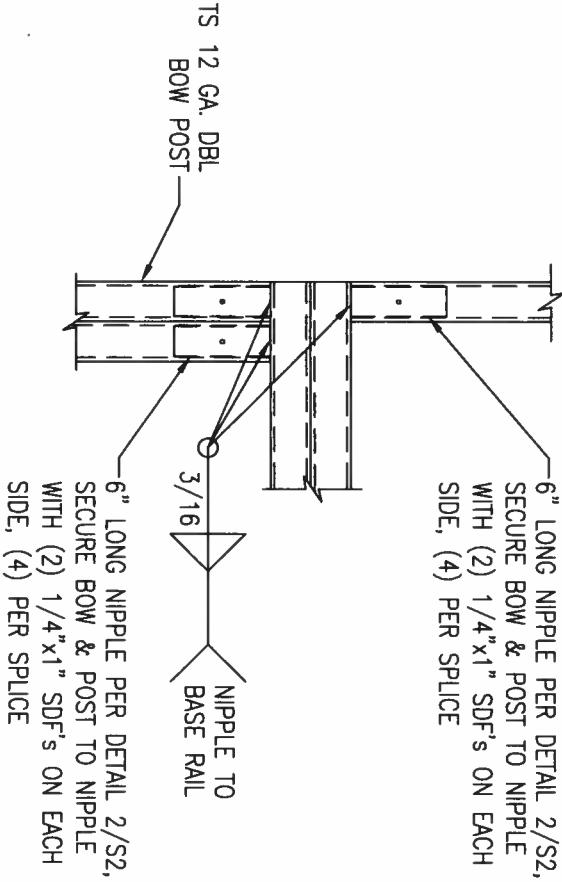 TS 12 GA. DBL
BOW POST
6" LONG NIPPLE PER DETAIL 2/S2,
SECURE BOW & POST TO NIPPLE
WITH (2) 1/4"x1" SDF's ON EACH
SIDE, (4) PER SPLICE
3/16
NIPPLE TO
BASE RAIL
6" LONG NIPPLE PER DETAIL 2/S2,
SECURE BOW & POST TO NIPPLE
WITH (2) 1/4"x1" SDF's ON EACH
SIDE, (4) PER SPLICE